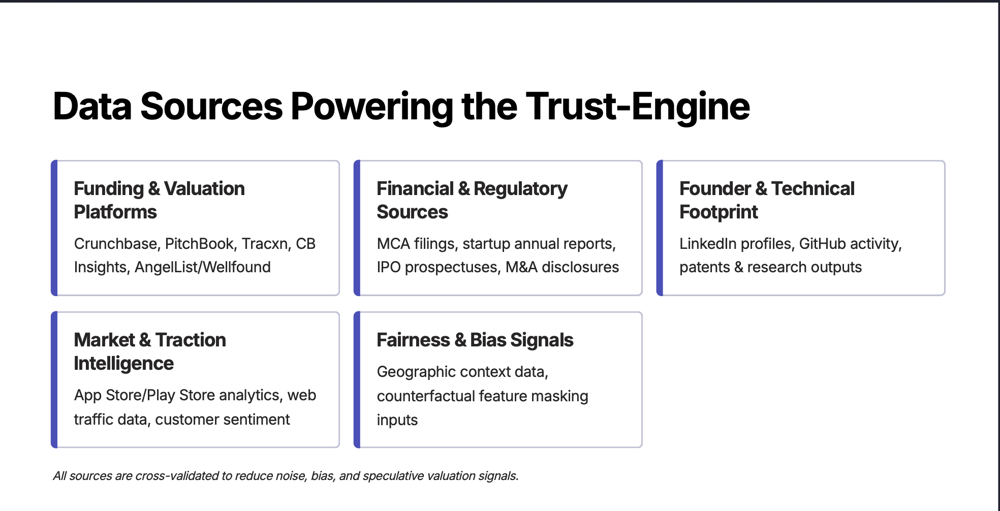 Data Sources Powering the Trust-Engine
Funding & Valuation
Platforms
Crunchbase, PitchBook, Tracxn, CB
Insights, AngelList/Wellfound
Financial & Regulatory
Sources
MCA filings, startup annual reports,
IPO prospectuses, M&A disclosures
Founder & Technical
Footprint
LinkedIn profiles, GitHub activity,
patents & research outputs
Market & Traction
Intelligence
App Store/Play Store analytics, web
traffic data, customer sentiment
Fairness & Bias Signals
Geographic context data,
counterfactual feature masking
inputs
All sources are cross-validated to reduce noise, bias, and speculative valuation signals.